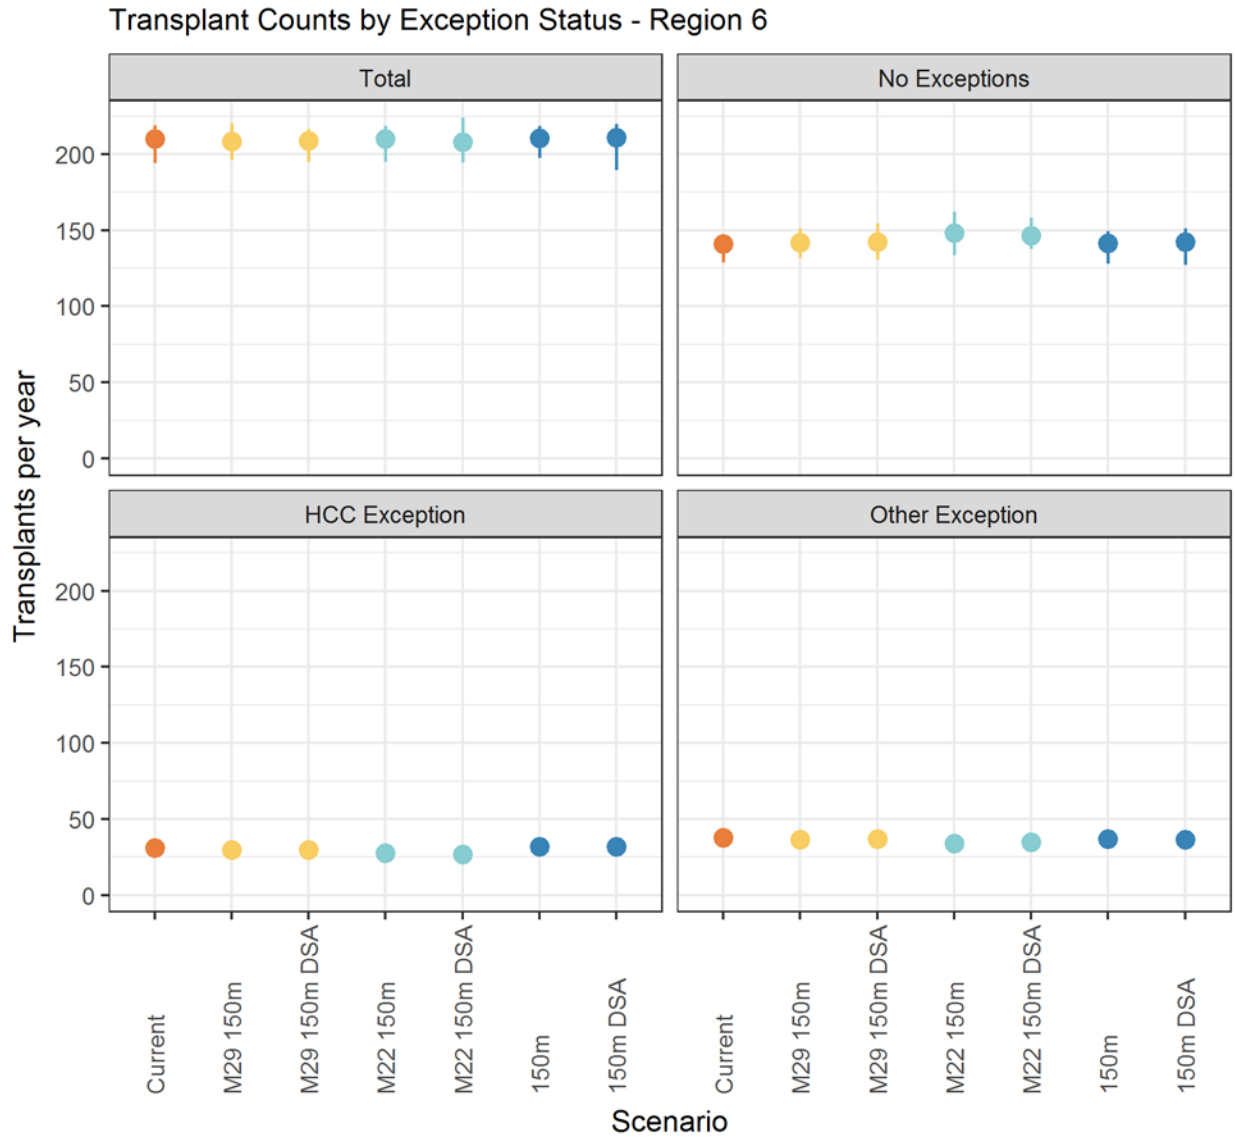 Transplant Counts by Exception Status - Region 6
Total
No Exceptions
200
150
100
50
0
HCC Exception
Other Exception
200
150
100
50
0
Transplants per year
Current
M29 150m
M29 150m DSA
M22 150m
M22 150m DSA
150m
150m DSA
Current
M29 150m
M29 150m DSA
M22 150m
M22 150m DSA
150m
150m DSA
Scenario